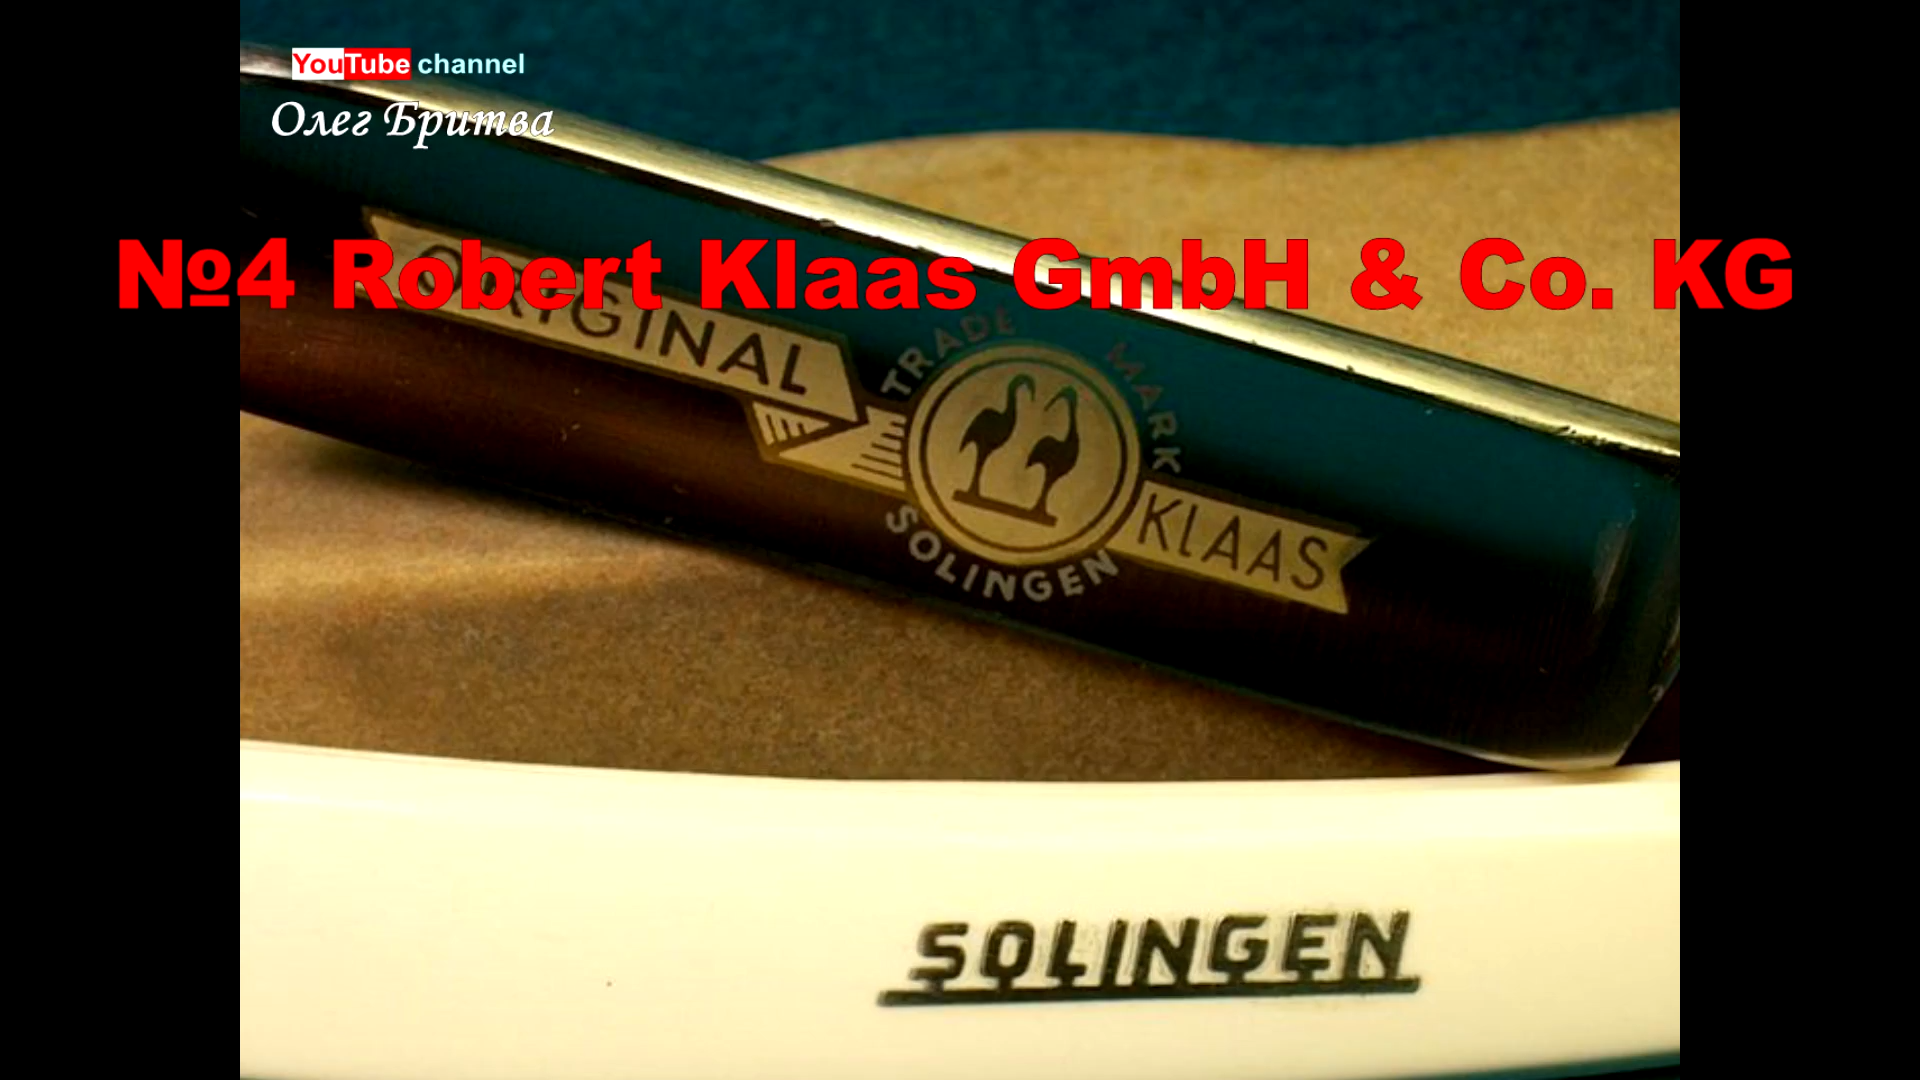 YouTube channel
Олег Бритва
№4 Robert Klaas GmbH & Co. KG
ORIGINAL
TRADE MARK
KLAAS
SOLINGEN
SOLINGEN